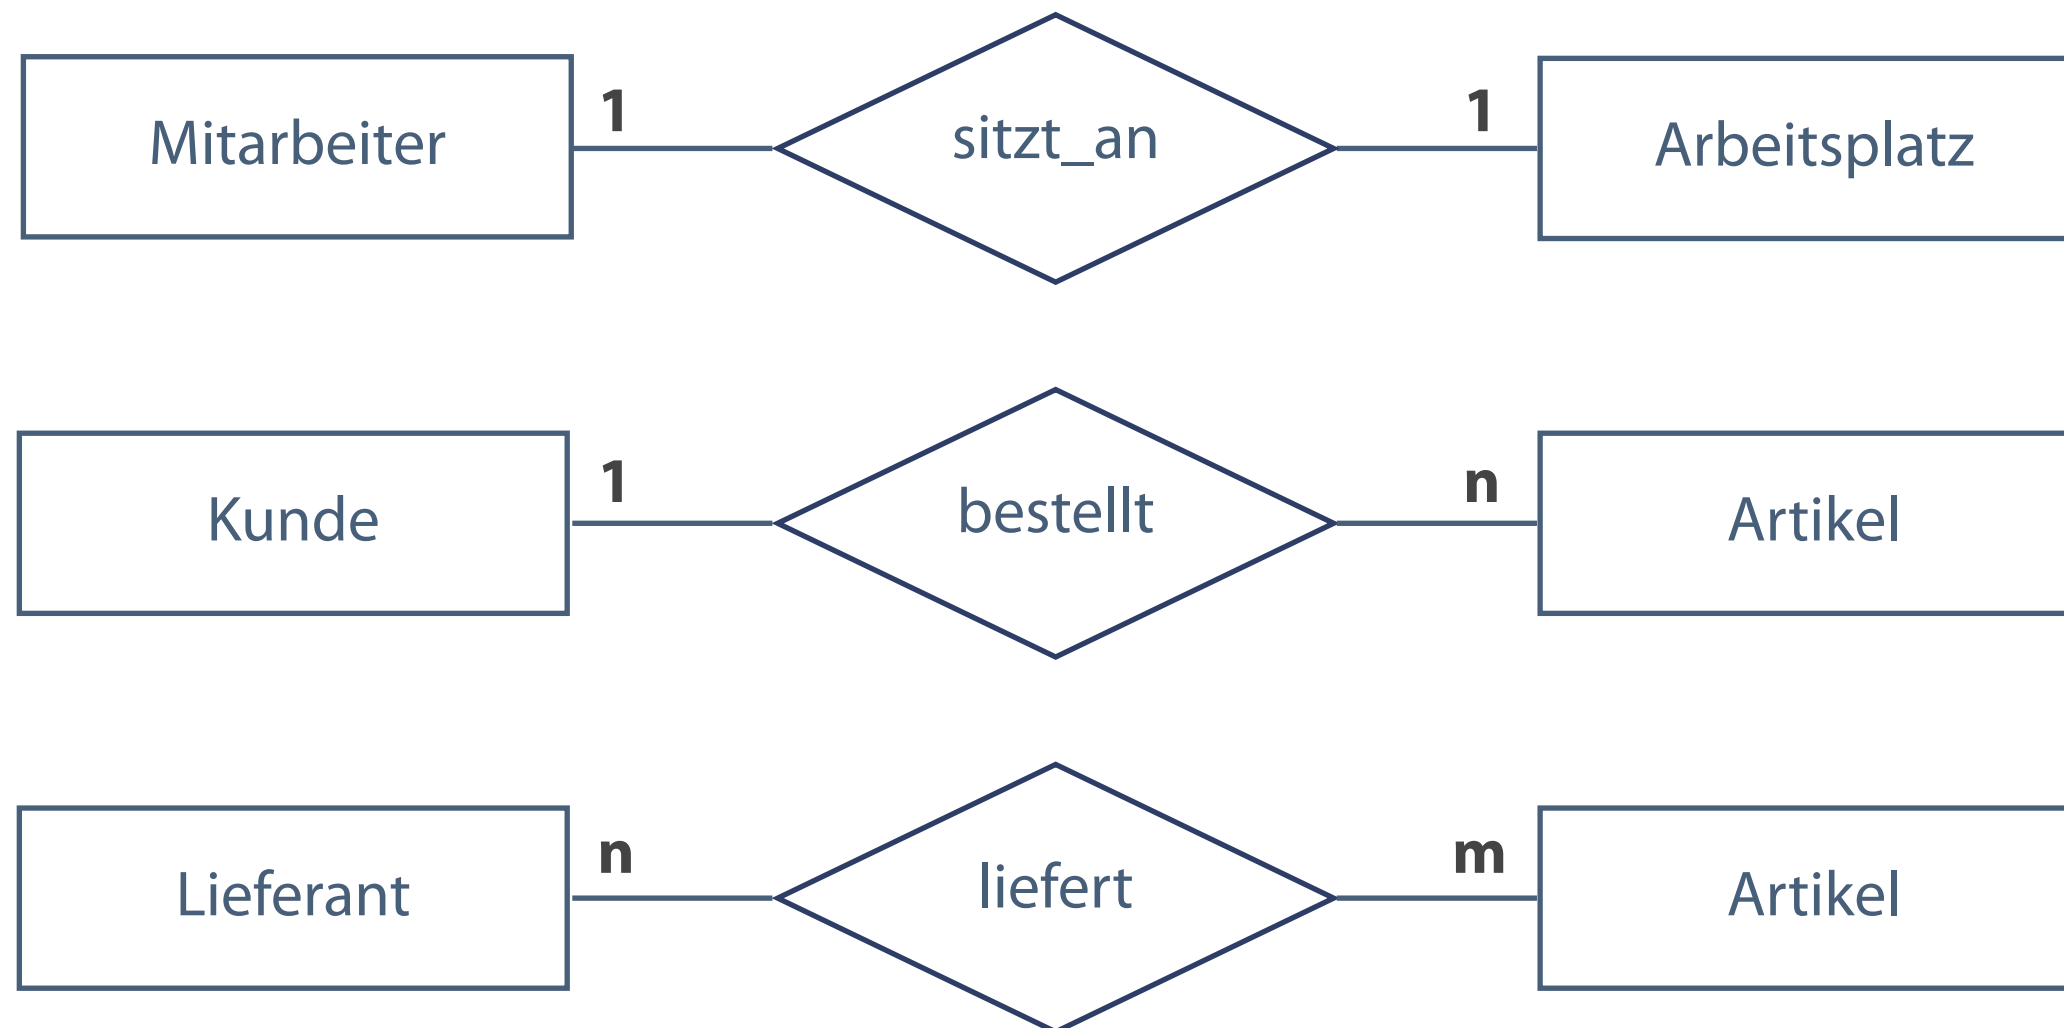 Mitarbeiter 1 sitzt_an 1 Arbeitsplatz
Kunde 1 bestellt n Artikel
Lieferant n liefert m Artikel